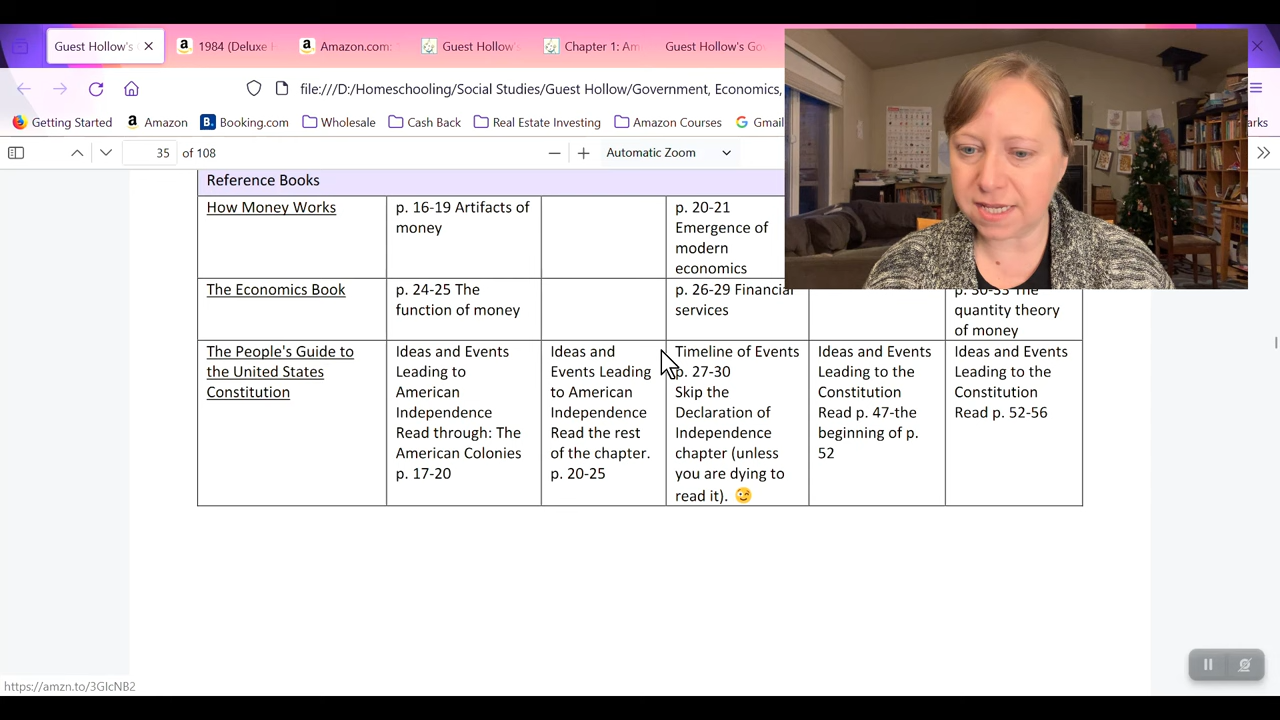 Guest Hollow's
1984 (Deluxe
Amazon.com:
Guest Hollow's
Chapter 1: Am
Guest Hollow's Go
file:///D:/Homeschooling/Social Studies/Guest Hollow/Government, Economics,
Getting Started
Amazon
Booking.com
Wholesale
Cash Back
Real Estate Investing
Amazon Courses
Gmail
35 of 108
Automatic Zoom
Reference Books
How Money Works
p. 16-19 Artifacts of
money
p. 20-21
Emergence of
modern
economics
The Economics Book
p. 24-25 The
function of money
p. 26-29 Financial
services
p. 30-33 The
quantity theory
of money
The People's Guide to
the United States
Constitution
Ideas and Events
Leading to
American
Independence
Read through: The
American Colonies
p. 17-20
Ideas and
Events Leading
to American
Independence
Read the rest
of the chapter.
p. 20-25
Timeline of Events
p. 27-30
Skip the
Declaration of
Independence
chapter (unless
you are dying to
read it). 😉
Ideas and Events
Leading to the
Constitution
Read p. 47-the
beginning of p.
52
Ideas and Events
Leading to the
Constitution
Read p. 52-56
https://amzn.to/3GIcNB2